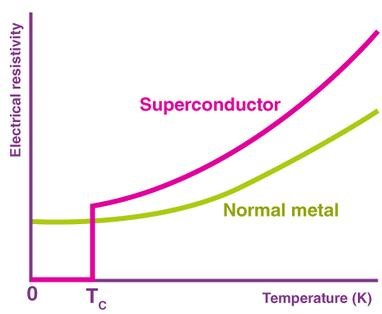 Electrical resistivity
Superconductor
Normal metal
0
TC
Temperature (K)